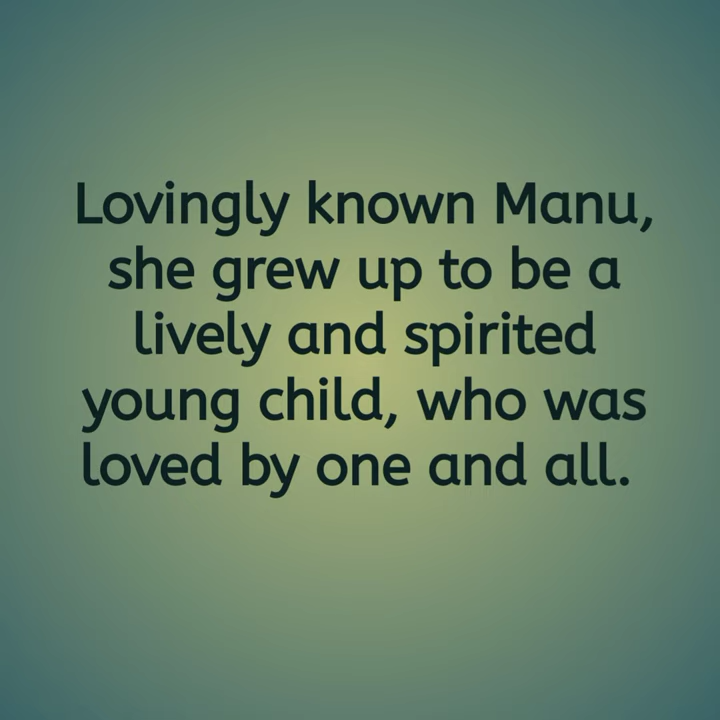 Lovingly known Manu,
she grew up to be a
lively and spirited
young child, who was
loved by one and all.